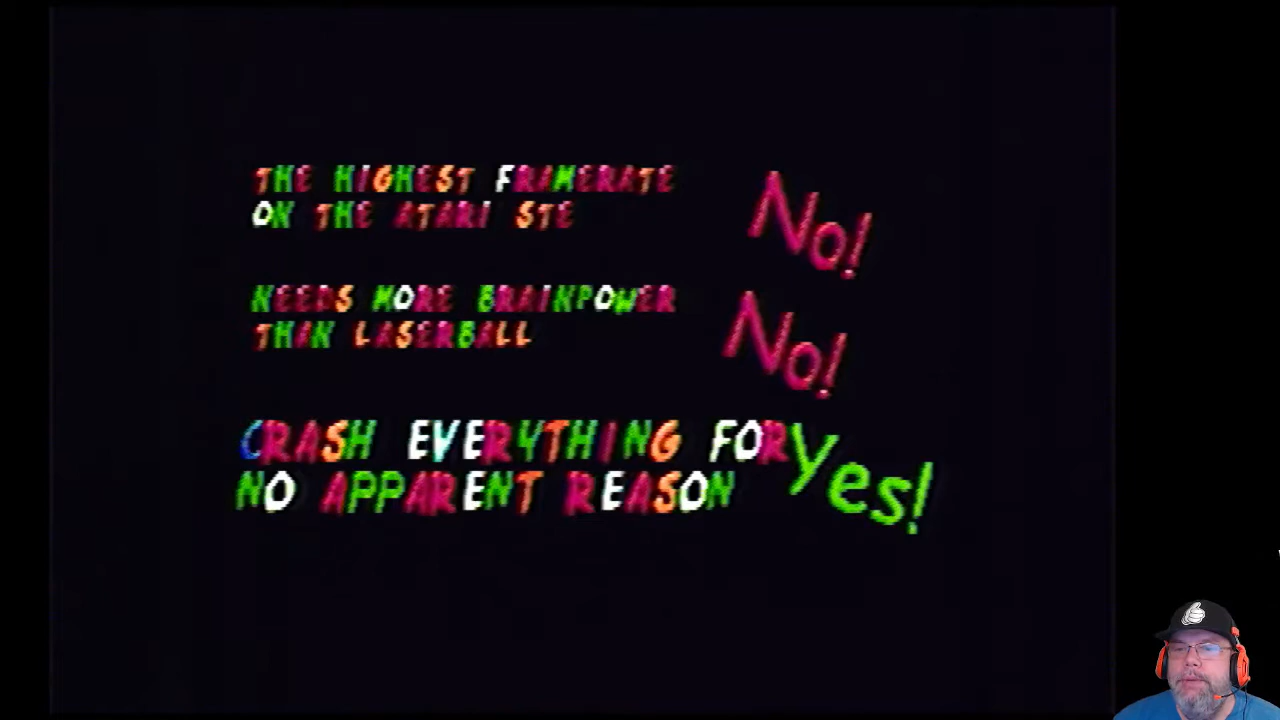 THE HIGHEST FRAMERATE
ON THE ATARI STE
No!
NEEDS MORE BRAINPOWER
THAN LASERBALL
No!
CRASH EVERYTHING FOR
NO APPARENT REASON
Yes!